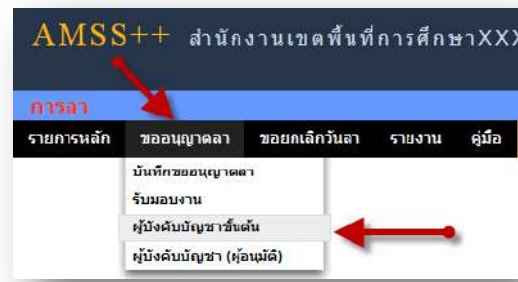 AMSS++ สำนักงานเขตพื้นที่การศึกษาXXX
การลา
รายการหลัก ขออนุญาตลา ขอยกเลิกวันลา รายงาน คู่มือ
บันทึกขออนุญาตลา
รับมอบงาน
ผู้บังคับบัญชาชั้นต้น
ผู้บังคับบัญชา (ผู้อนุมัติ)